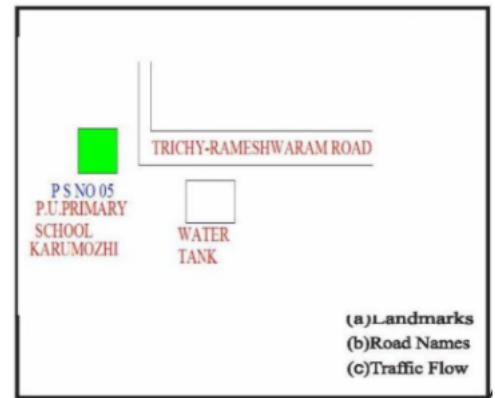 TRICHY-RAMESHWARAM ROAD
P S NO 05
P.U.PRIMARY
SCHOOL
KARUMOZHI
WATER
TANK
(a)Landmarks
(b)Road Names
(c)Traffic Flow